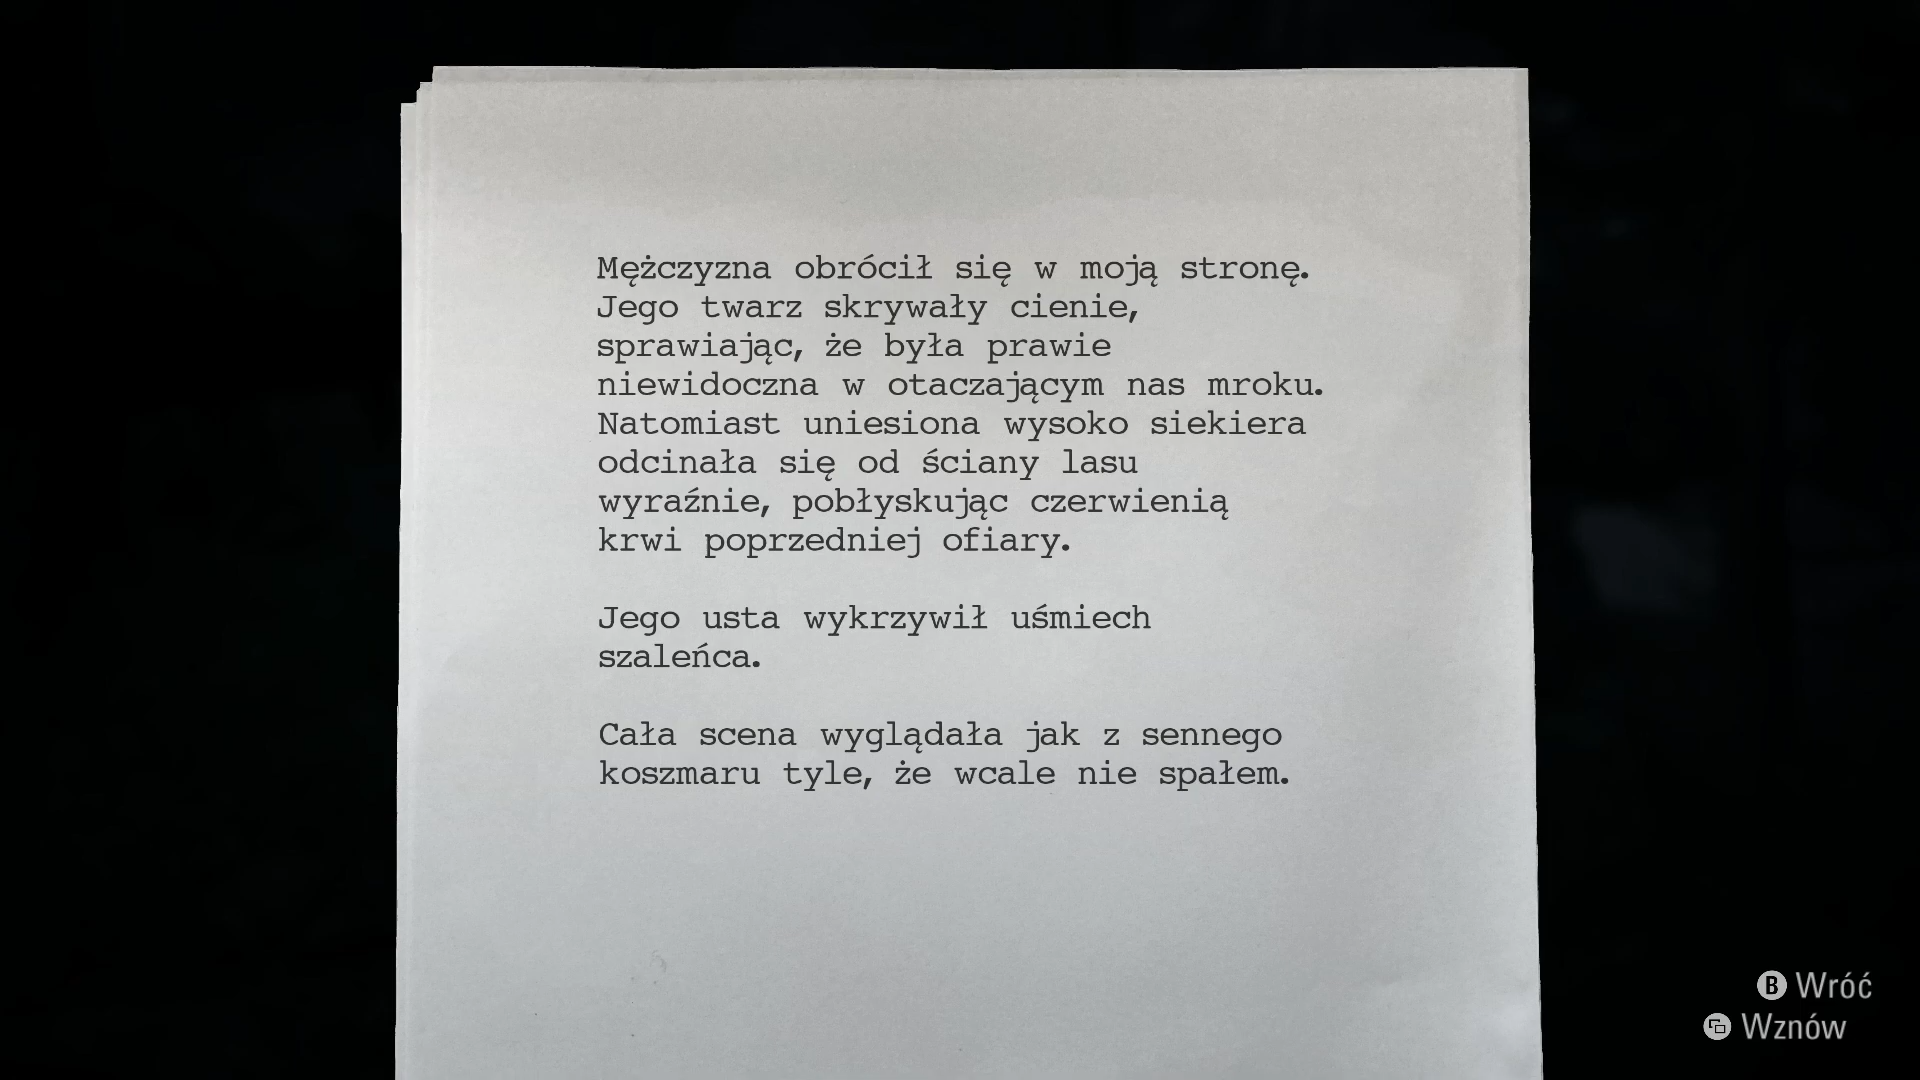 Mężczyzna obrócił się w moją stronę.
Jego twarz skrywały cienie,
sprawiając, że była prawie
niewidoczna w otaczającym nas mroku.
Natomiast uniesiona wysoko siekiera
odcinała się od ściany lasu
wyraźnie, pobłyskując czerwienią
krwi poprzedniej ofiary.
Jego usta wykrzywił uśmiech
szaleńca.
Cała scena wyglądała jak z sennego
koszmaru tyle, że wcale nie spałem.
B Wróć
Wznów